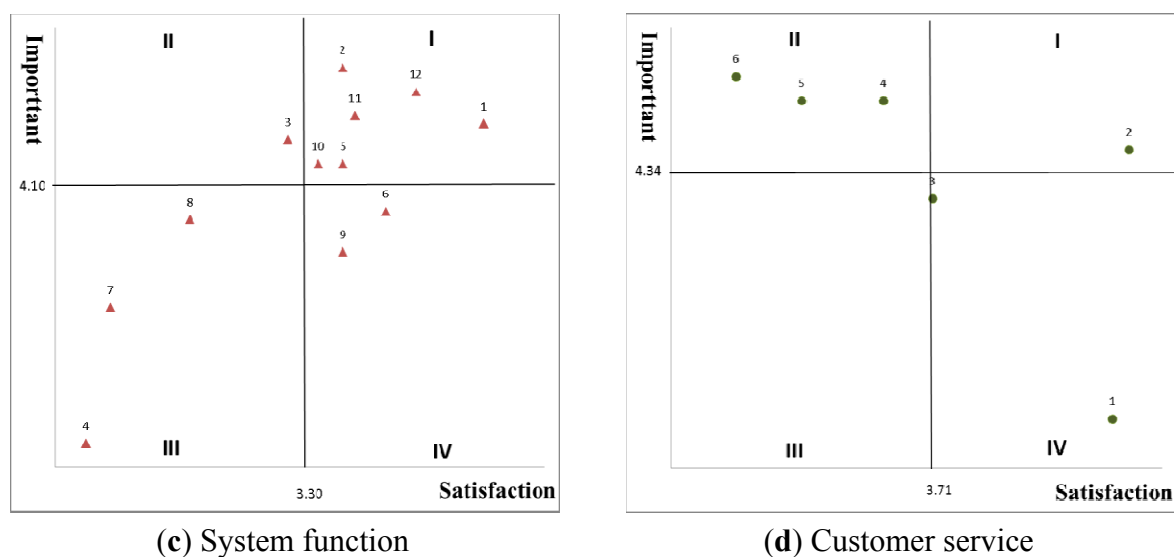 Importtant
II
I
2
12
11
1
3
10
5
4.10
6
8
9
7
4
III
IV
3.30
Satisfaction
(c) System function
Importtant
II
I
6
5
4
2
4.34
3
1
III
IV
3.71
Satisfaction
(d) Customer service